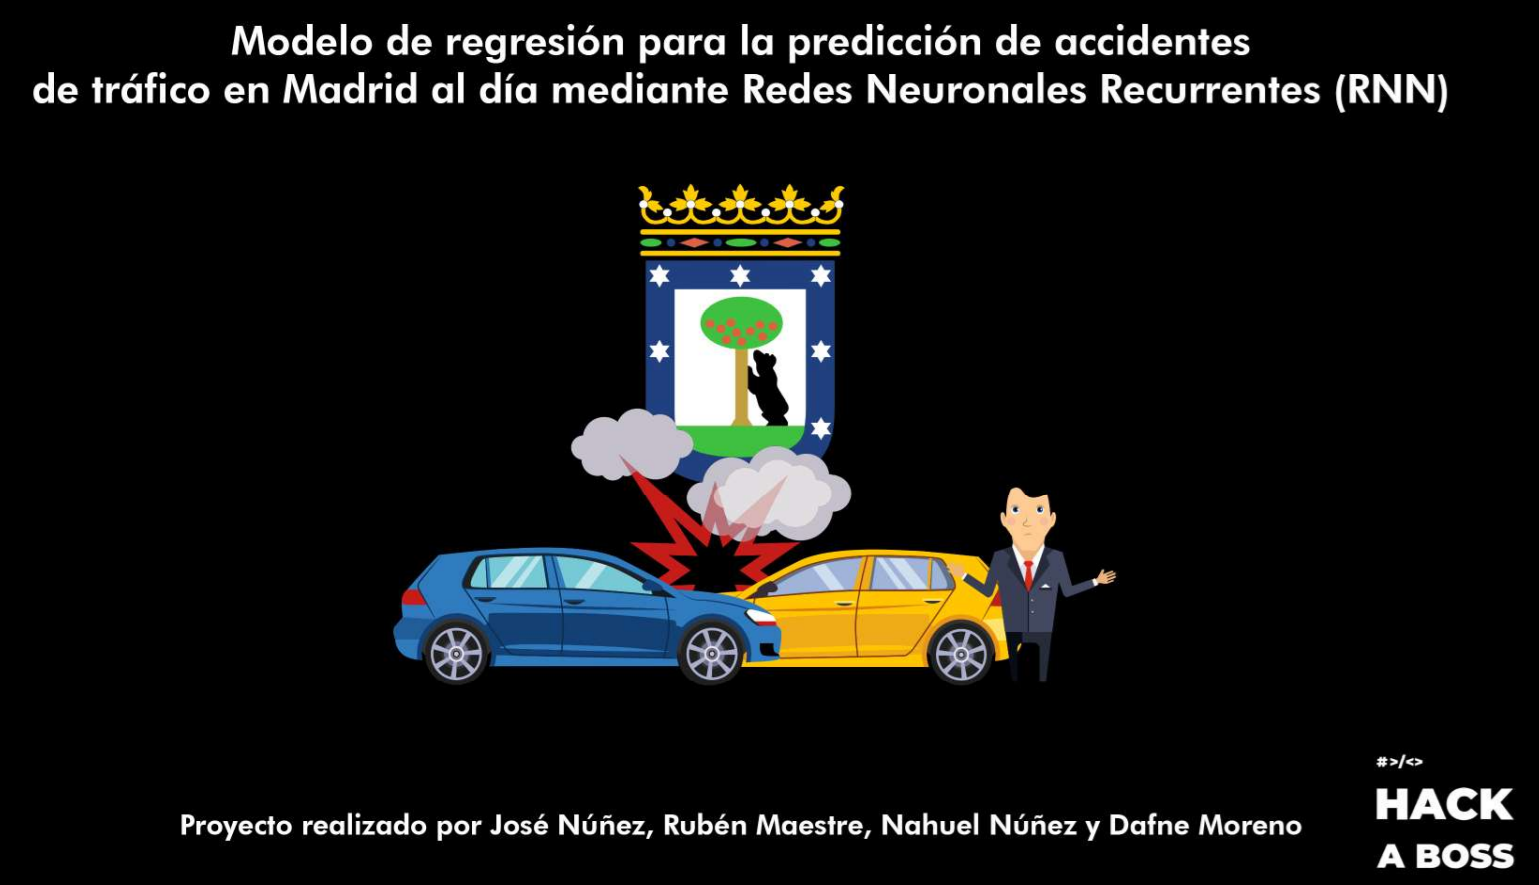 Modelo de regresión para la predicción de accidentes
de tráfico en Madrid al día mediante Redes Neuronales Recurrentes (RNN)
Proyecto realizado por José Núñez, Rubén Maestre, Nahuel Núñez y Dafne Moreno
#>/<>
HACK
A BOSS